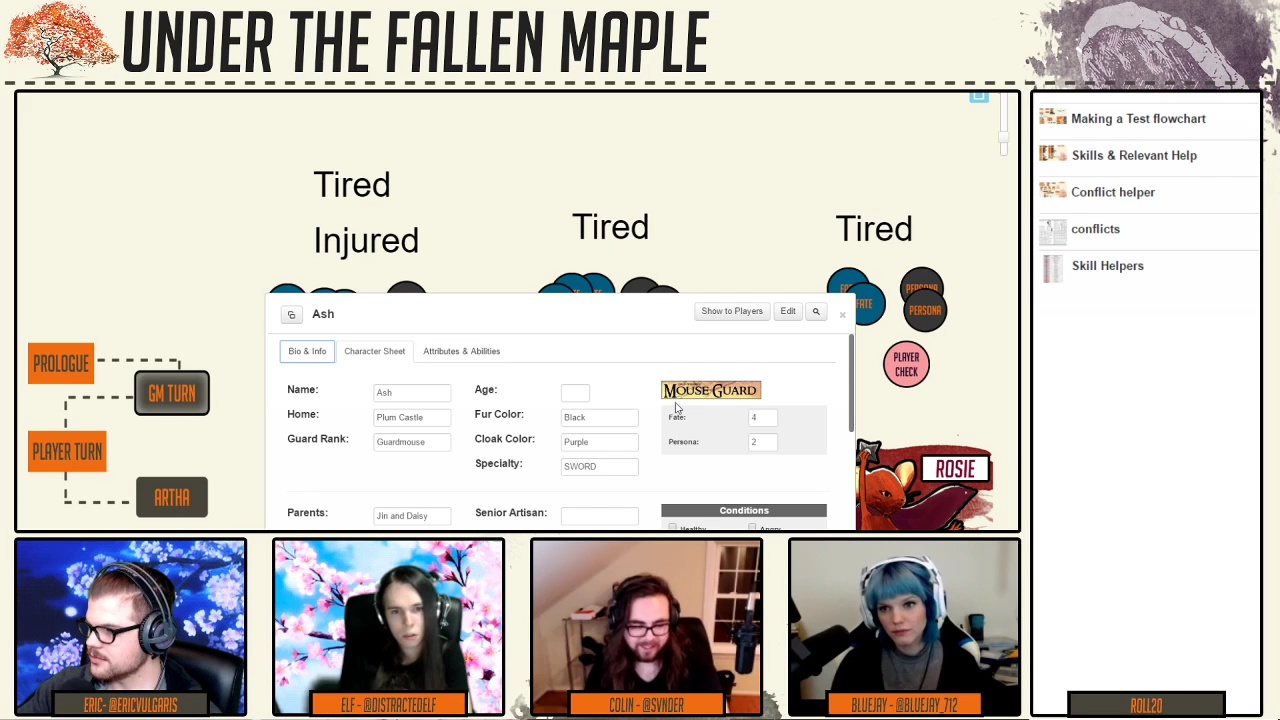 UNDER THE FALLEN MAPLE
Making a Test flowchart
Skills & Relevant Help
Conflict helper
conflicts
Skill Helpers
Tired
Injured
Tired
Tired
FATE
PERSONA
PERSONA
PLAYER
CHECK
PROLOGUE
GM TURN
PLAYER TURN
ARTHA
Ash
Show to Players
Edit
Bio & Info
Character Sheet
Attributes & Abilities
Name:
Ash
Age:
MOUSE GUARD
Home:
Plum Castle
Fur Color:
Black
Fate:
4
Guard Rank:
Guardmouse
Cloak Color:
Purple
Persona:
2
Specialty:
SWORD
Parents:
Jin and Daisy
Senior Artisan:
Conditions
Healthy
Angry
ROSIE
ERIC- @ERICVULGARIS
ELF - @DISTRACTEDELF
COLIN - @SVNDER
BLUEJAY - @BLUEJAY_712
ROLL20